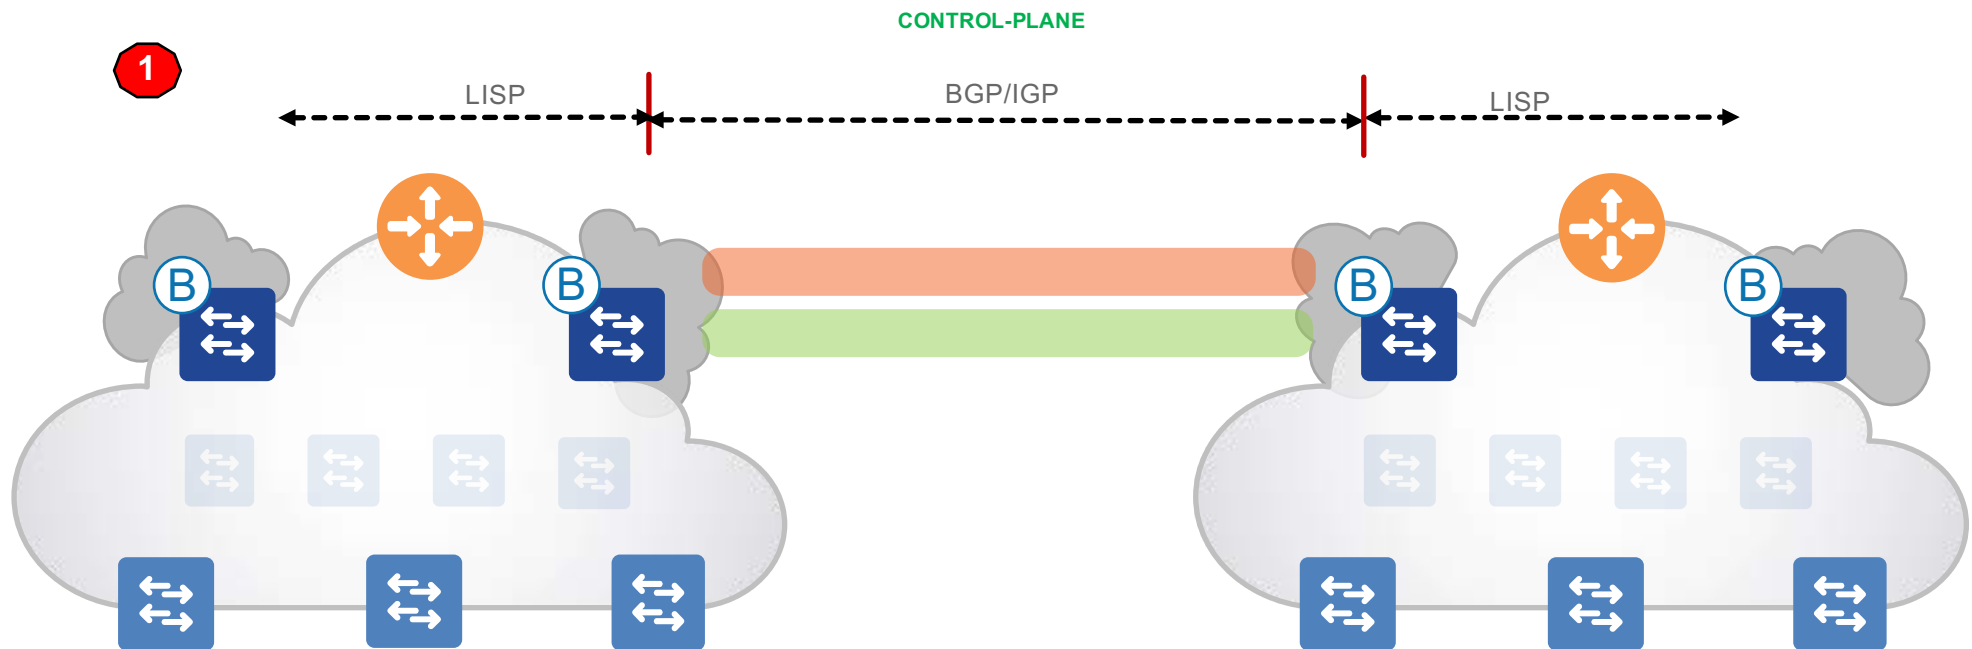 CONTROL-PLANE
1
LISP
BGP/IGP
LISP
B
B
B
B